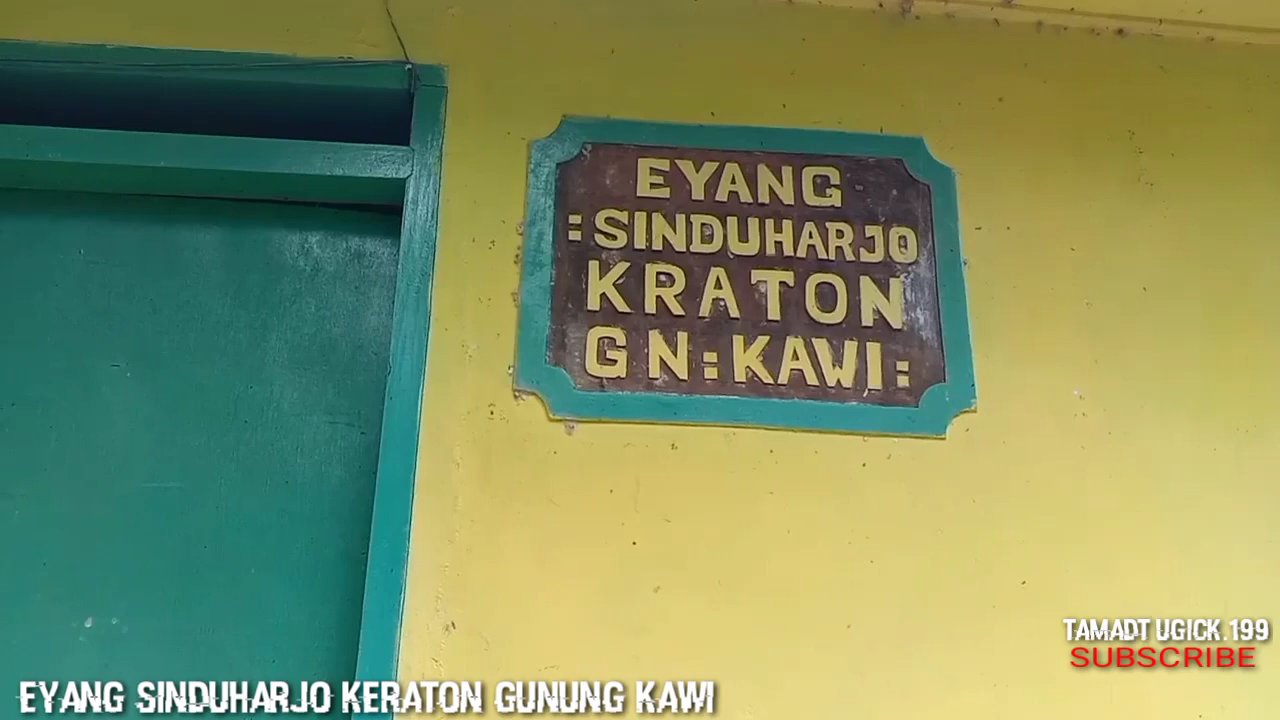 EYANG
:SINDUHARJO
KRATON
GN:KAWI:
TAMADT UGICK.199
SUBSCRIBE
EYANG SINDUHARJO KERATON GUNUNG KAWI